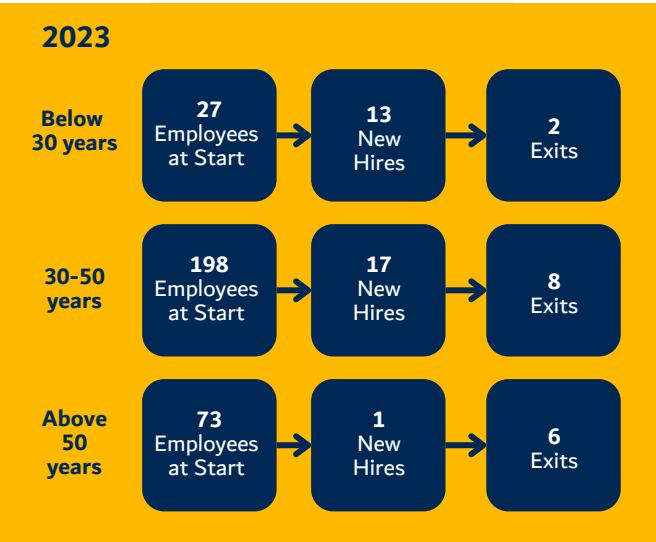 2023
Below
30 years
27
Employees
at Start
13
New
Hires
2
Exits
30-50
years
198
Employees
at Start
17
New
Hires
8
Exits
Above
50
years
73
Employees
at Start
1
New
Hires
6
Exits